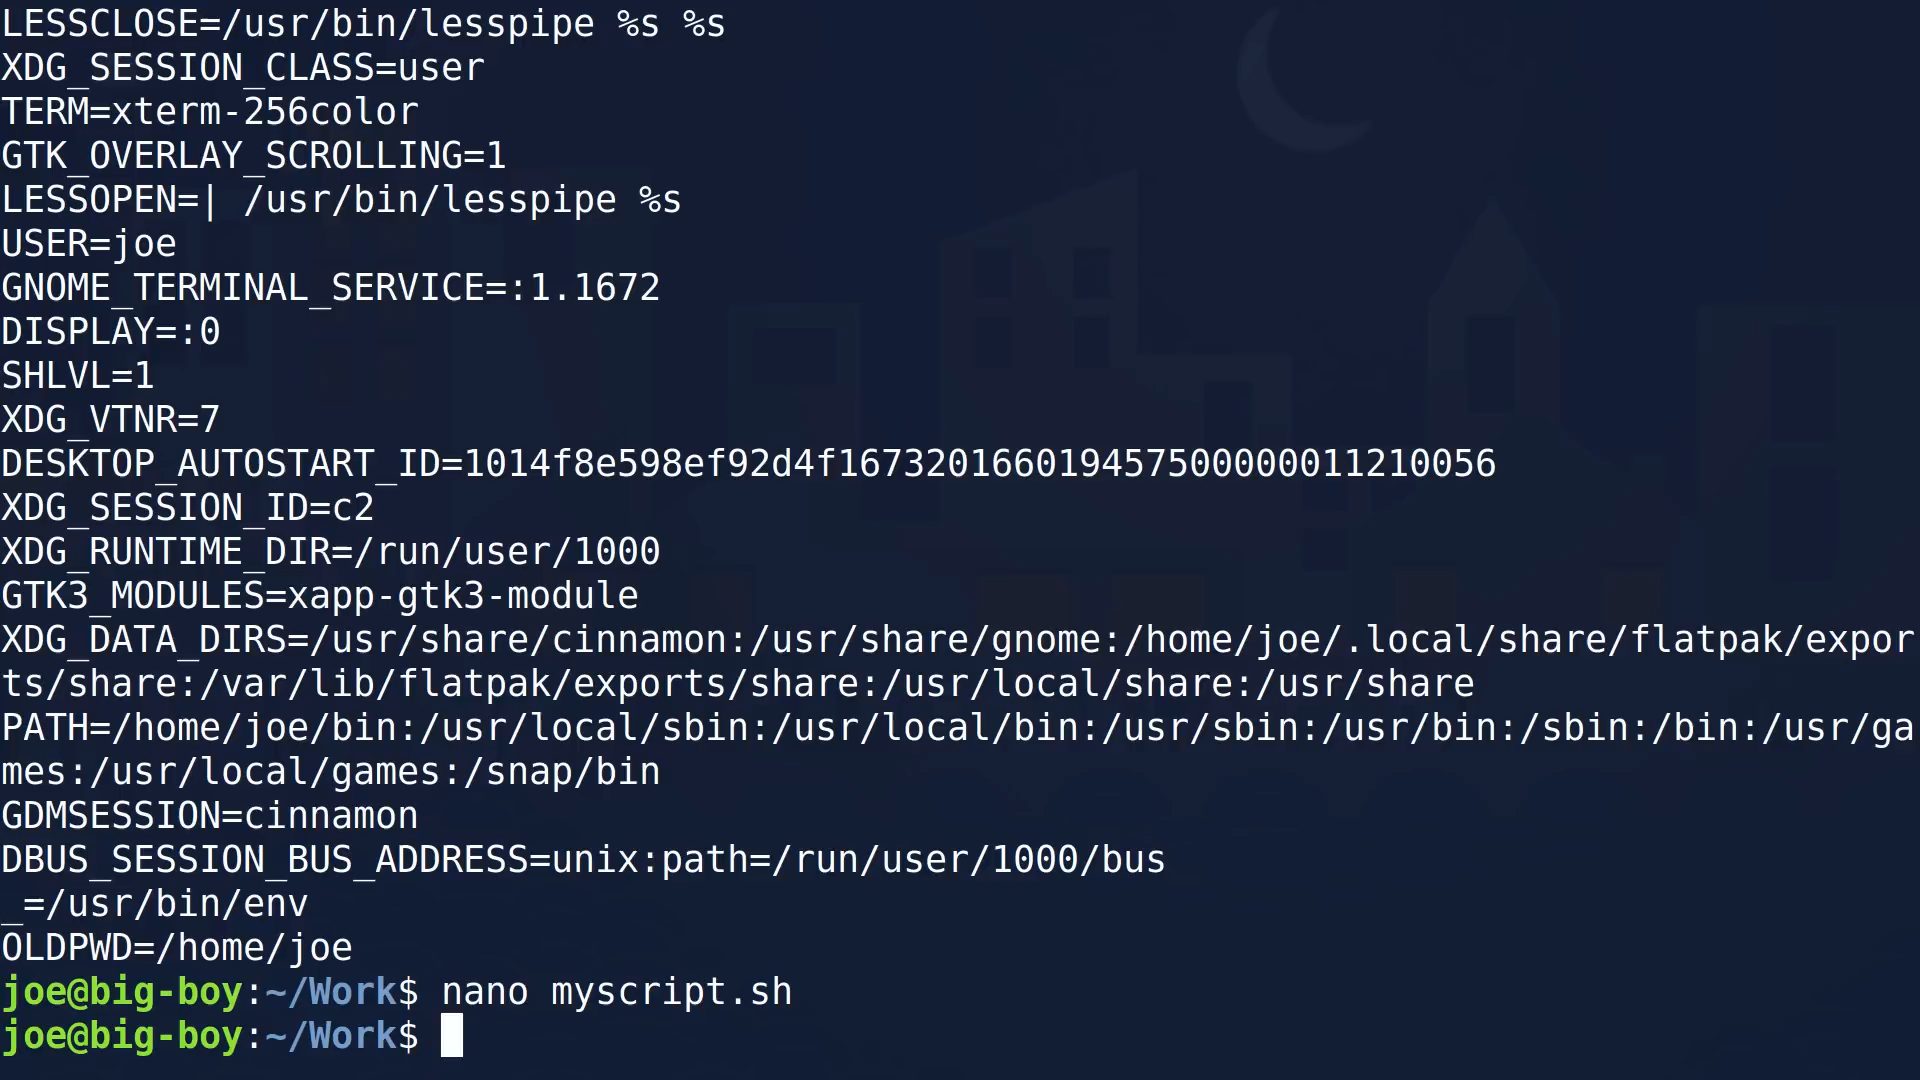 LESSCLOSE=/usr/bin/lesspipe %s %s
XDG_SESSION_CLASS=user
TERM=xterm-256color
GTK_OVERLAY_SCROLLING=1
LESSOPEN=| /usr/bin/lesspipe %s
USER=joe
GNOME_TERMINAL_SERVICE=:1.1672
DISPLAY=:0
SHLVL=1
XDG_VTNR=7
DESKTOP_AUTOSTART_ID=1014f8e598ef92d4f16732016601945750000001​1210056
XDG_SESSION_ID=c2
XDG_RUNTIME_DIR=/run/user/1000
GTK3_MODULES=xapp-gtk3-module
XDG_DATA_DIRS=/usr/share/cinnamon:/usr/share/gnome:/home/joe/.local/share/flatpak/expor
ts/share:/var/lib/flatpak/exports/share:/usr/local/share:/usr/share
PATH=/home/joe/bin:/usr/local/sbin:/usr/local/bin:/usr/sbin:/usr/bin:/sbin:/bin:/usr/ga
mes:/usr/local/games:/snap/bin
GDMSESSION=cinnamon
DBUS_SESSION_BUS_ADDRESS=unix:path=/run/user/1000/bus
_=/usr/bin/env
OLDPWD=/home/joe
joe@big-boy:~/Work$ nano myscript.sh
joe@big-boy:~/Work$